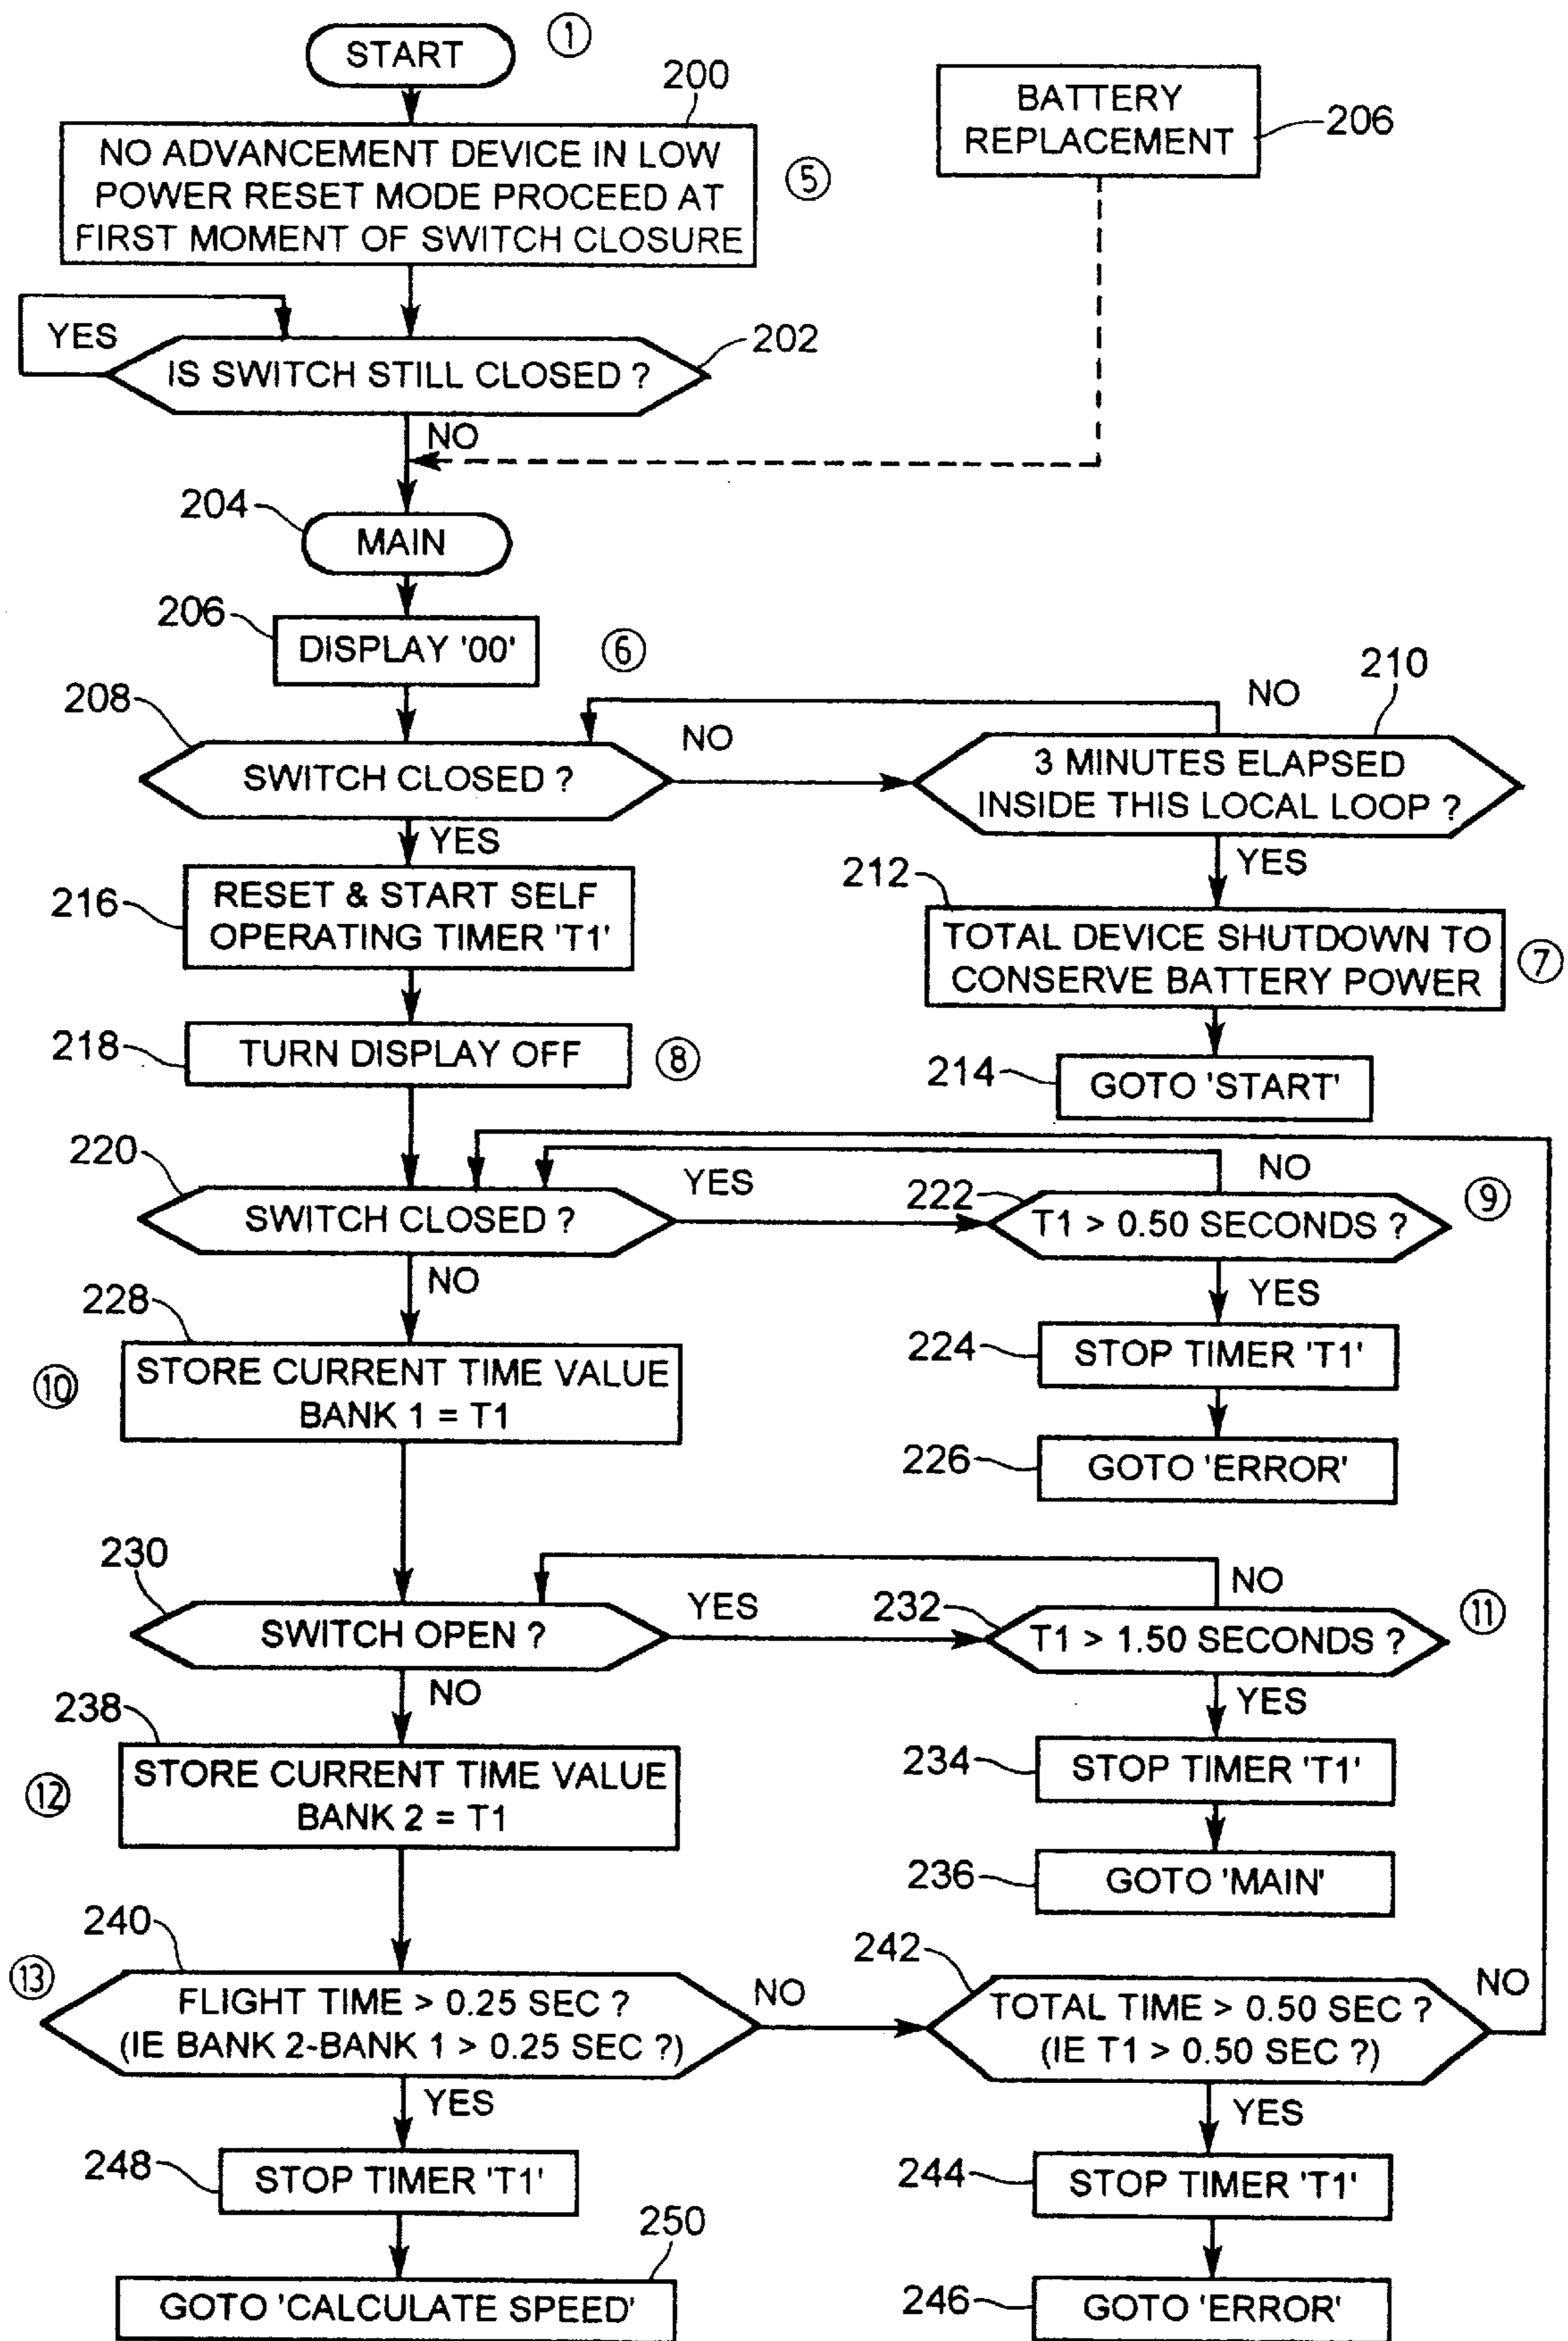 START
①
200
NO ADVANCEMENT DEVICE IN LOW
POWER RESET MODE PROCEED AT
FIRST MOMENT OF SWITCH CLOSURE
⑤
BATTERY
REPLACEMENT
206
YES
IS SWITCH STILL CLOSED ?
202
NO
204
MAIN
206
DISPLAY '00'
⑥
208
SWITCH CLOSED ?
NO
NO
210
3 MINUTES ELAPSED
INSIDE THIS LOCAL LOOP ?
YES
YES
216
RESET & START SELF
OPERATING TIMER 'T1'
212
TOTAL DEVICE SHUTDOWN TO
CONSERVE BATTERY POWER
⑦
218
TURN DISPLAY OFF
⑧
214
GOTO 'START'
220
SWITCH CLOSED ?
YES
NO
222
T1 > 0.50 SECONDS ?
⑨
NO
YES
228
STORE CURRENT TIME VALUE
BANK 1 = T1
⑩
224
STOP TIMER 'T1'
226
GOTO 'ERROR'
230
SWITCH OPEN ?
YES
NO
232
T1 > 1.50 SECONDS ?
⑪
NO
YES
238
STORE CURRENT TIME VALUE
BANK 2 = T1
⑫
234
STOP TIMER 'T1'
236
GOTO 'MAIN'
240
⑬
FLIGHT TIME > 0.25 SEC ?
(IE BANK 2-BANK 1 > 0.25 SEC ?)
NO
242
TOTAL TIME > 0.50 SEC ?
(IE T1 > 0.50 SEC ?)
NO
YES
YES
248
STOP TIMER 'T1'
244
STOP TIMER 'T1'
250
GOTO 'CALCULATE SPEED'
246
GOTO 'ERROR'